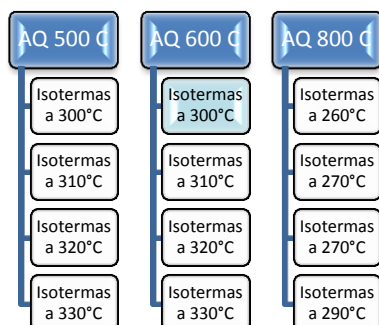 AQ 500 C
Isotermas
a 300°C
Isotermas
a 310°C
Isotermas
a 320°C
Isotermas
a 330°C
AQ 600 C
Isotermas
a 300°C
Isotermas
a 310°C
Isotermas
a 320°C
Isotermas
a 330°C
AQ 800 C
Isotermas
a 260°C
Isotermas
a 270°C
Isotermas
a 270°C
Isotermas
a 290°C